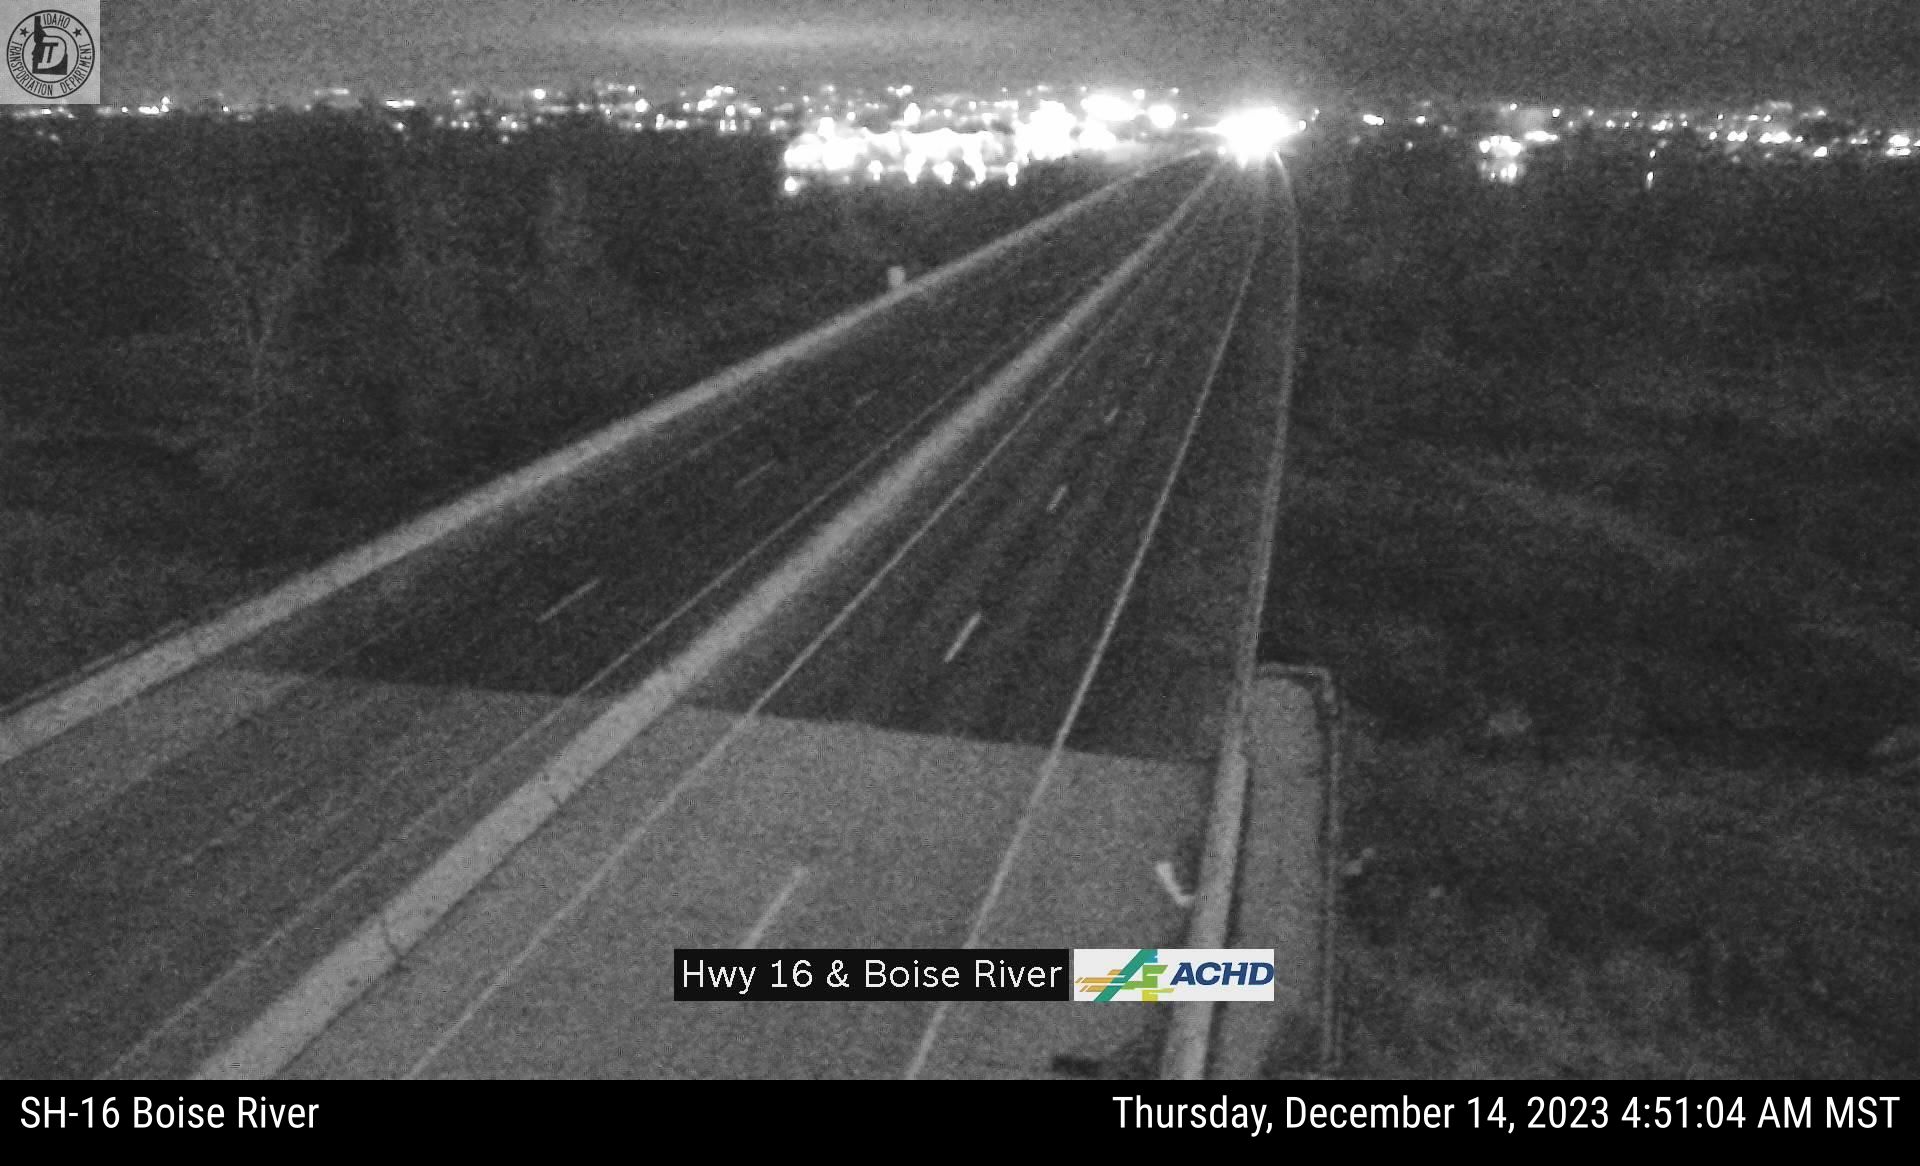 IDAHO
TRANSPORTATION DEPARTMENT
Hwy 16 & Boise River
ACHD
SH-16 Boise River
Thursday, December 14, 2023 4:51:04 AM MST